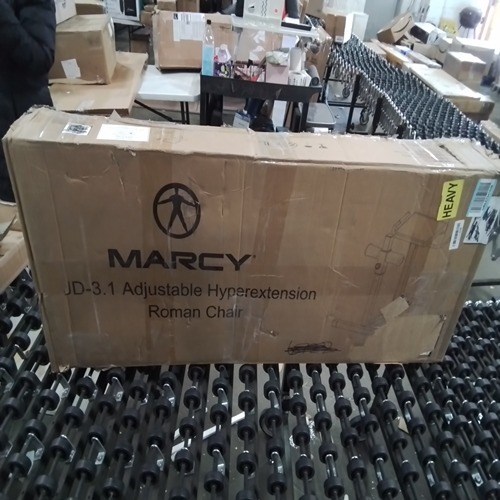 MARCY
JD-3.1 Adjustable Hyperextension
Roman Chair
HEAVY